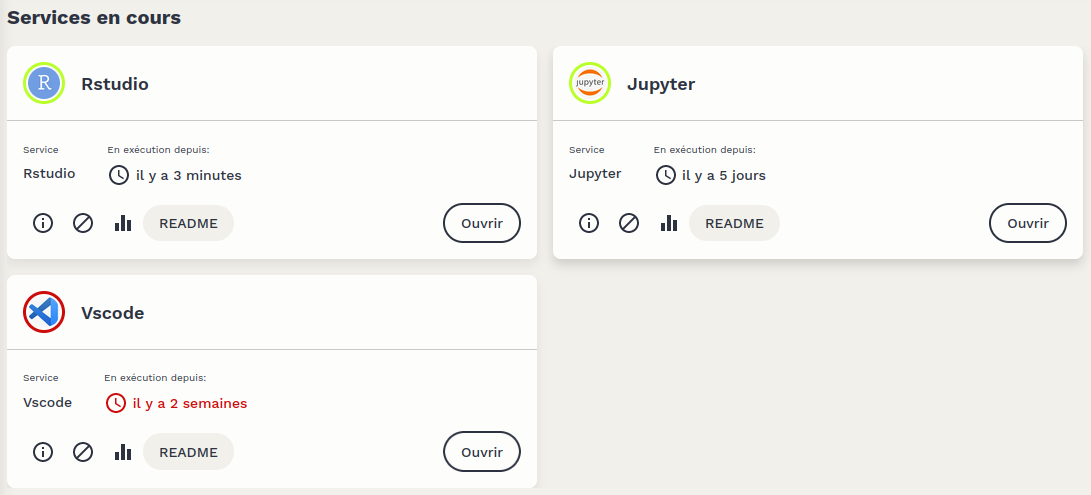 Services en cours
R Rstudio
Service En exécution depuis:
Rstudio il y a 3 minutes
README Ouvrir
jupyter Jupyter
Service En exécution depuis:
Jupyter il y a 5 jours
README Ouvrir
Vscode
Service En exécution depuis:
Vscode il y a 2 semaines
README Ouvrir